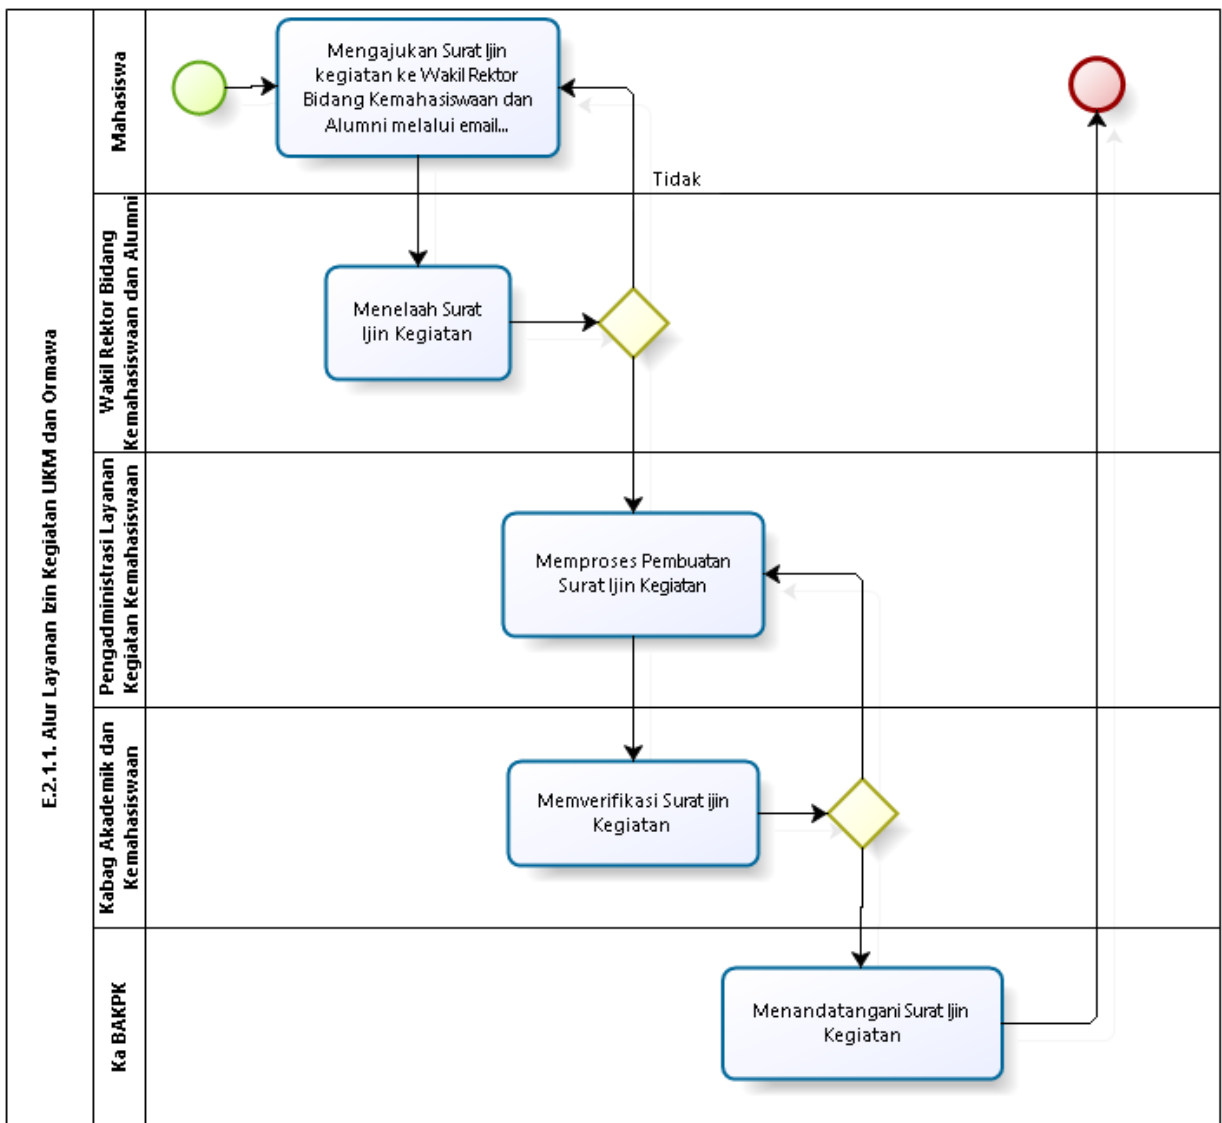 E.2.1.1. Alur Layanan Izin Kegiatan UKM dan Ormawa
Mahasiswa
Mengajukan Surat Ijin
kegiatan ke Wakil Rektor
Bidang Kemahasiswaan dan
Alumni melalui email...
Tidak
Wakil Rektor Bidang
Kemahasiswaan dan Alumni
Menelaah Surat
Ijin Kegiatan
Pengadministrasi Layanan
Kegiatan Kemahasiswaan
Memproses Pembuatan
Surat Ijin Kegiatan
Kabag Akademik dan
Kemahasiswaan
Memverifikasi Surat ijin
Kegiatan
Ka BAKPK
Menandatangani Surat Ijin
Kegiatan